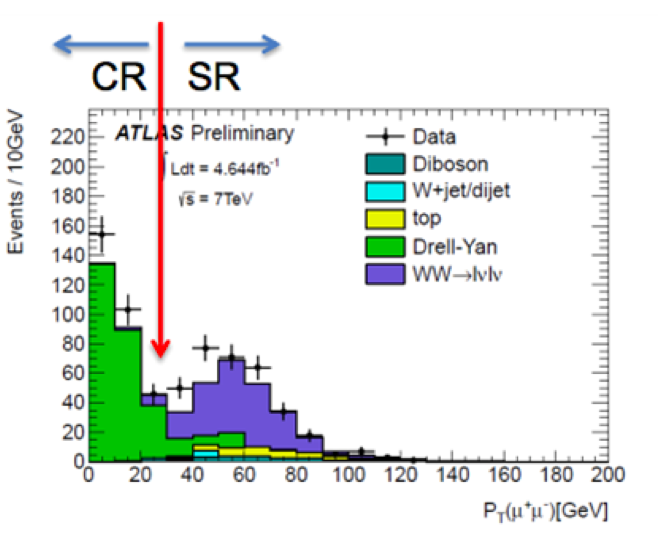 CR SR
ATLAS Preliminary
∫ Ldt = 4.644fb⁻¹
√s = 7TeV
Data
Diboson
W+jet/dijet
top
Drell-Yan
WW→lνlν
Events / 10GeV
220
200
180
160
140
120
100
80
60
40
20
0
0 20 40 60 80 100 120 140 160 180 200
P_T(μ⁺μ⁻)[GeV]